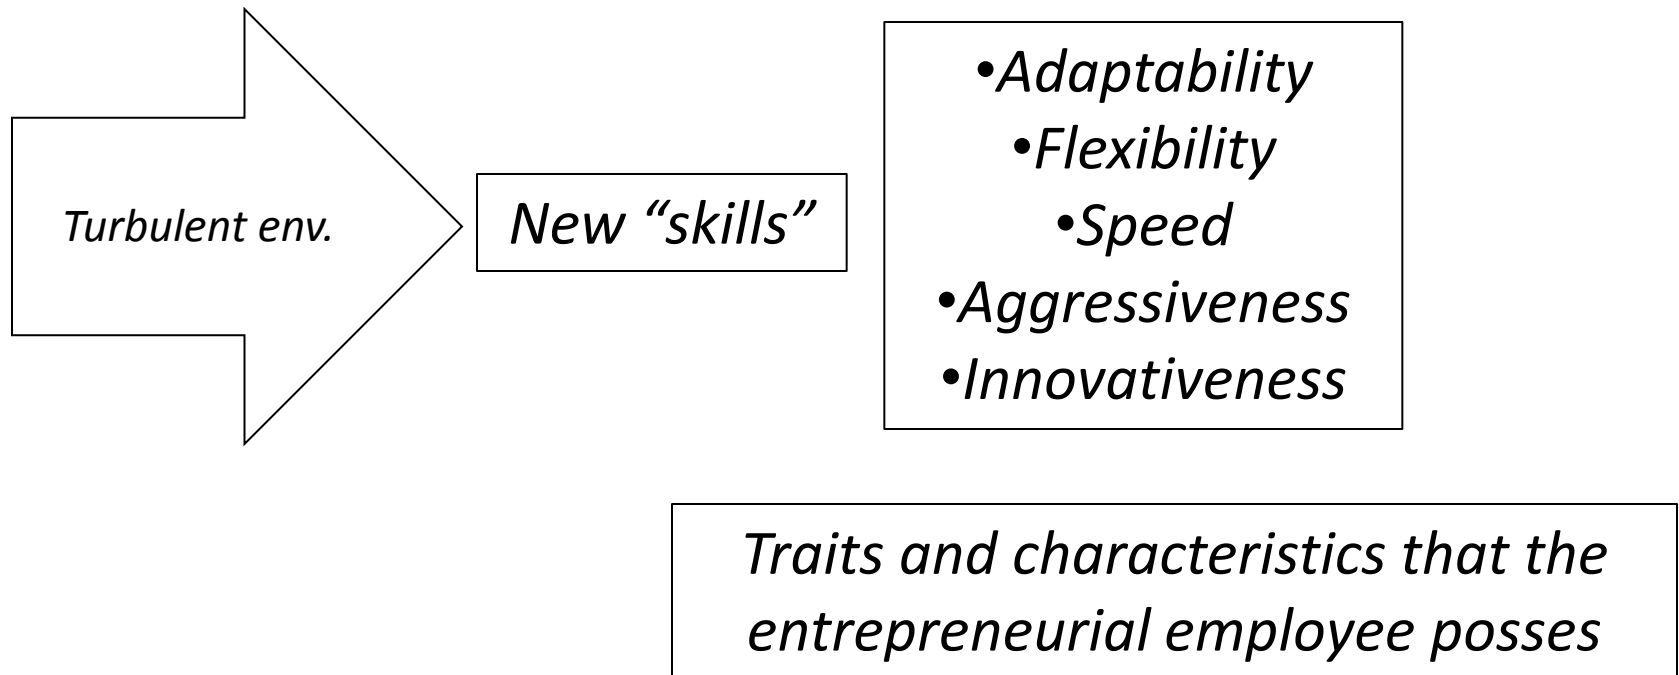 Turbulent env.
New “skills”
•Adaptability
•Flexibility
•Speed
•Aggressiveness
•Innovativeness
Traits and characteristics that the
entrepreneurial employee posses